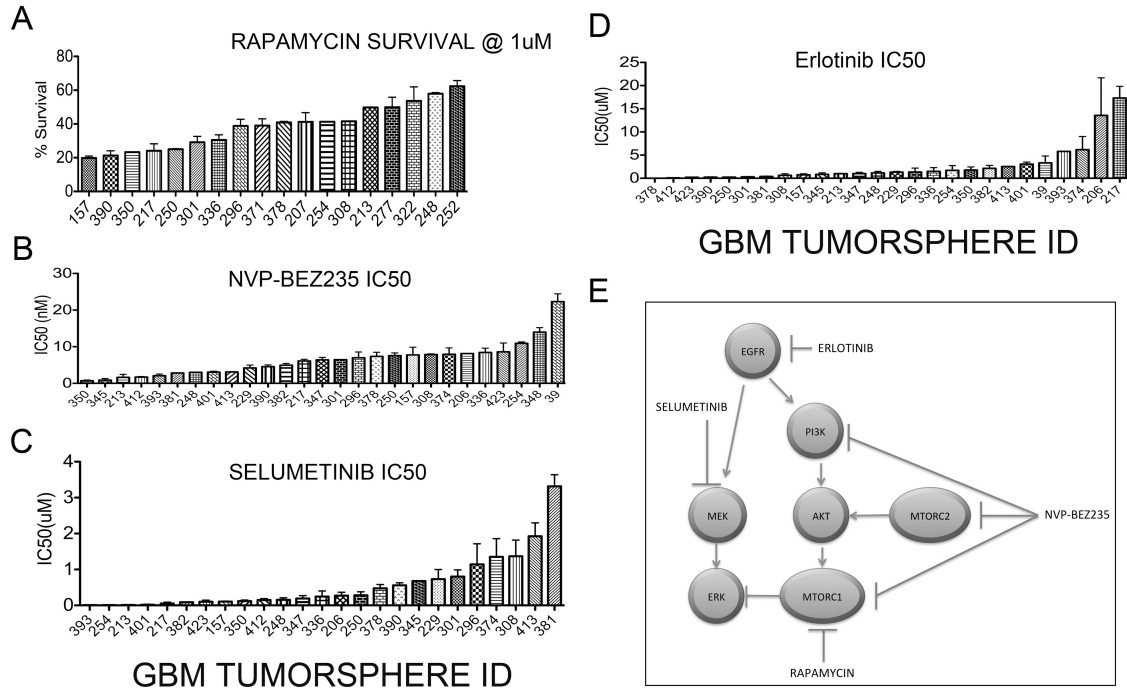 A
RAPAMYCIN SURVIVAL @ 1uM
% Survival
80
60
40
20
0
157 390 350 217 250 301 336 296 371 378 207 254 308 213 277 322 248 252
B
NVP-BEZ235 IC50
IC50 (nM)
30
20
10
0
350 345 213 412 393 381 248 401 413 229 390 382 217 347 301 296 378 250 157 308 374 206 336 423 254 348 39
C
SELUMETINIB IC50
IC50(uM)
4
3
2
1
0
393 254 213 401 217 382 423 157 350 412 248 347 336 206 250 378 390 345 229 301 296 374 308 413 381
GBM TUMORSPHERE ID
D
Erlotinib IC50
IC50(uM)
25
20
15
10
5
0
378 412 423 390 250 301 381 308 157 345 213 347 248 229 296 336 254 350 382 413 401 39 393 374 206 217
GBM TUMORSPHERE ID
E
EGFR
ERLOTINIB
SELUMETINIB
PI3K
MEK
AKT
MTORC2
NVP-BEZ235
ERK
MTORC1
RAPAMYCIN